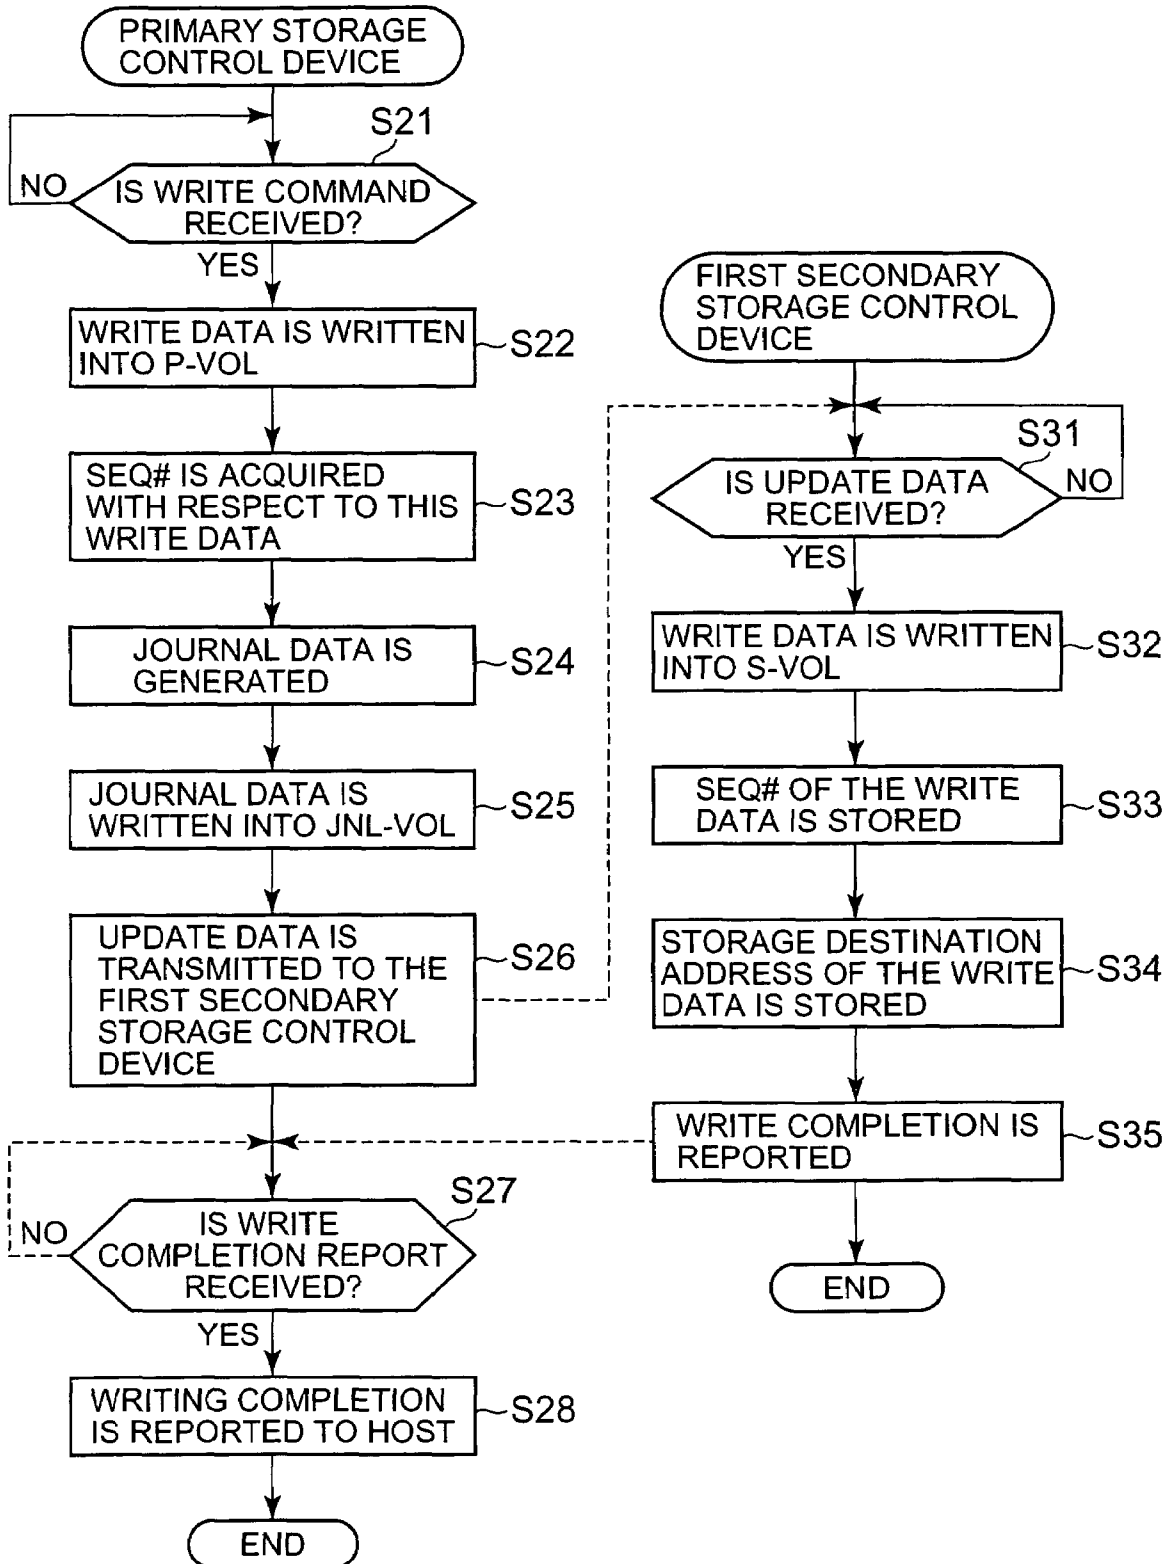 PRIMARY STORAGE
CONTROL DEVICE
S21
NO
IS WRITE COMMAND
RECEIVED?
YES
WRITE DATA IS WRITTEN
INTO P-VOL
S22
SEQ# IS ACQUIRED
WITH RESPECT TO THIS
WRITE DATA
S23
JOURNAL DATA IS
GENERATED
S24
JOURNAL DATA IS
WRITTEN INTO JNL-VOL
S25
UPDATE DATA IS
TRANSMITTED TO THE
FIRST SECONDARY
STORAGE CONTROL
DEVICE
S26
S27
NO
IS WRITE
COMPLETION REPORT
RECEIVED?
YES
WRITING COMPLETION
IS REPORTED TO HOST
S28
END
FIRST SECONDARY
STORAGE CONTROL
DEVICE
S31
IS UPDATE DATA
RECEIVED?
NO
YES
WRITE DATA IS WRITTEN
INTO S-VOL
S32
SEQ# OF THE WRITE
DATA IS STORED
S33
STORAGE DESTINATION
ADDRESS OF THE WRITE
DATA IS STORED
S34
WRITE COMPLETION IS
REPORTED
S35
END